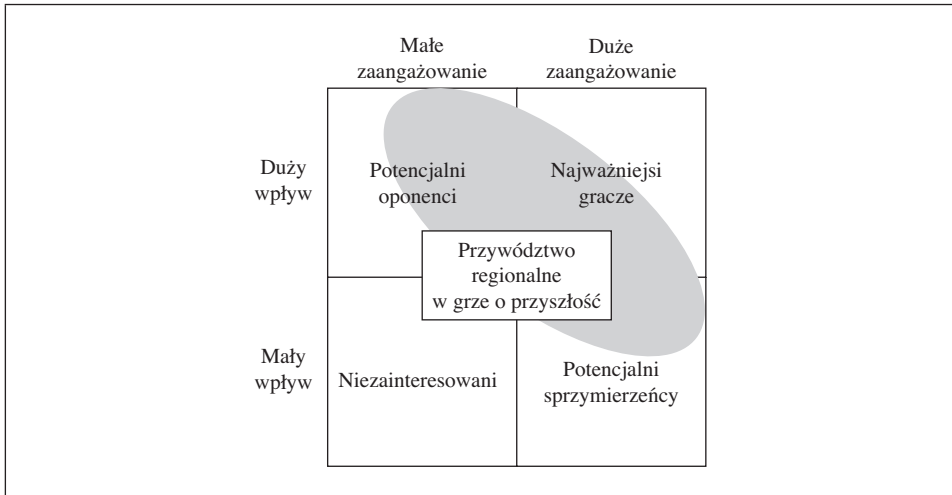 Małe
zaangażowanie
Duże
zaangażowanie
Duży
wpływ
Potencjalni
oponenci
Najważniejsi
gracze
Przywództwo
regionalne
w grze o przyszłość
Mały
wpływ
Niezainteresowani
Potencjalni
sprzymierzeńcy